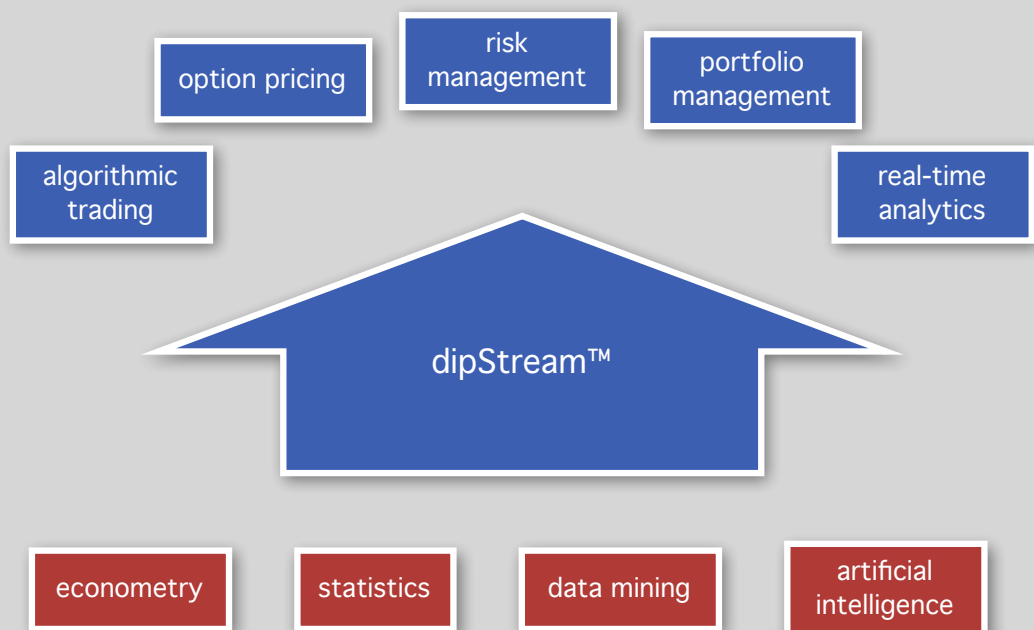 option pricing
risk
management
portfolio
management
algorithmic
trading
real-time
analytics
dipStream™
econometry
statistics
data mining
artificial
intelligence